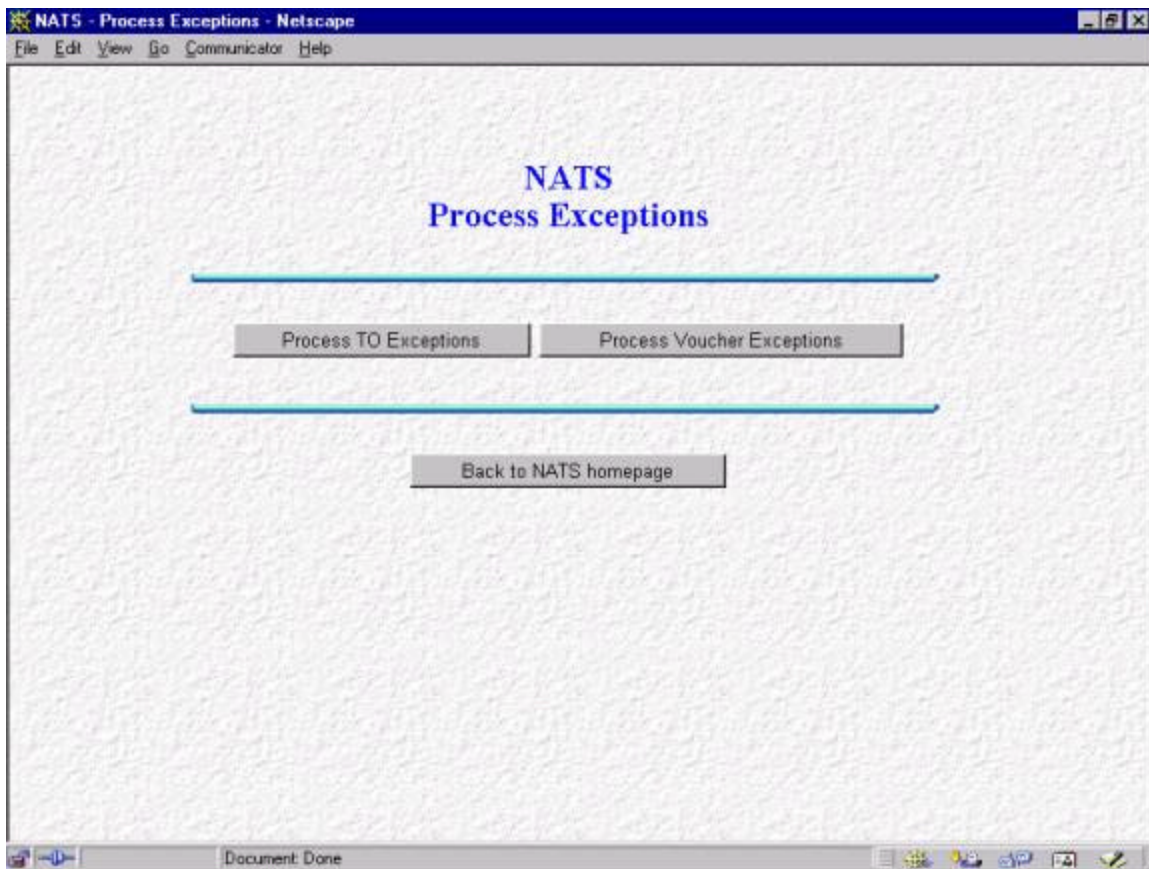 NATS - Process Exceptions - Netscape
File Edit View Go Communicator Help
NATS
Process Exceptions
Process TO Exceptions Process Voucher Exceptions
Back to NATS homepage
Document: Done